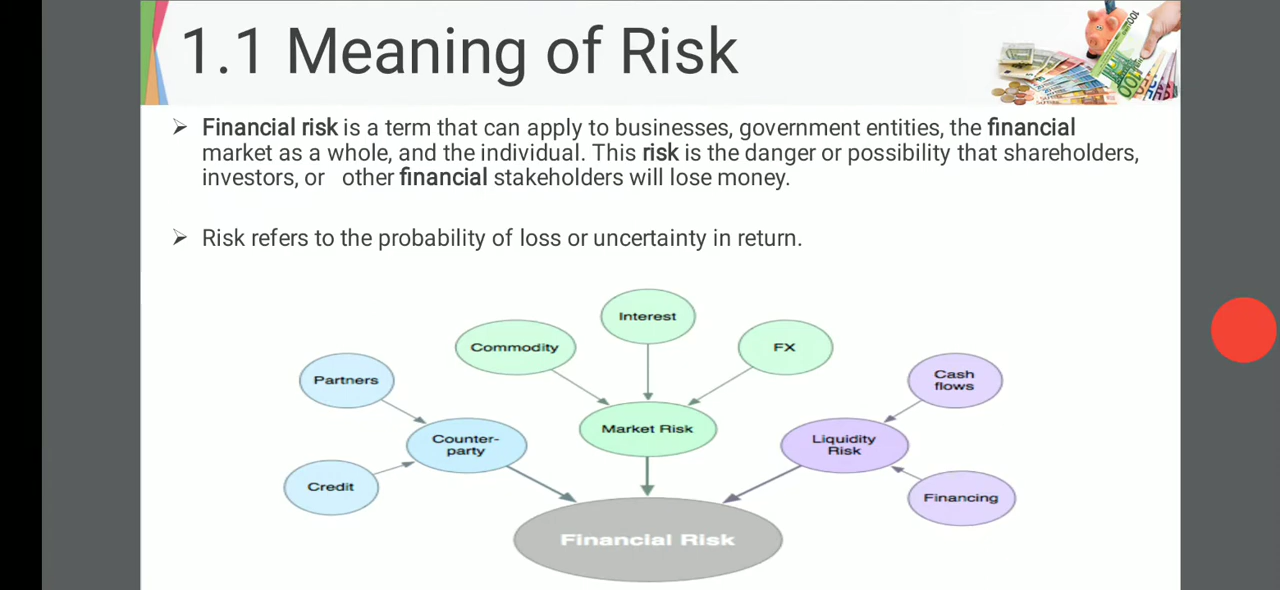 1.1 Meaning of Risk
➢ Financial risk is a term that can apply to businesses, government entities, the financial
market as a whole, and the individual. This risk is the danger or possibility that shareholders,
investors, or other financial stakeholders will lose money.
➢ Risk refers to the probability of loss or uncertainty in return.
Interest
Commodity
FX
Partners
Cash
flows
Market Risk
Counter-
party
Liquidity
Risk
Credit
Financing
Financial Risk